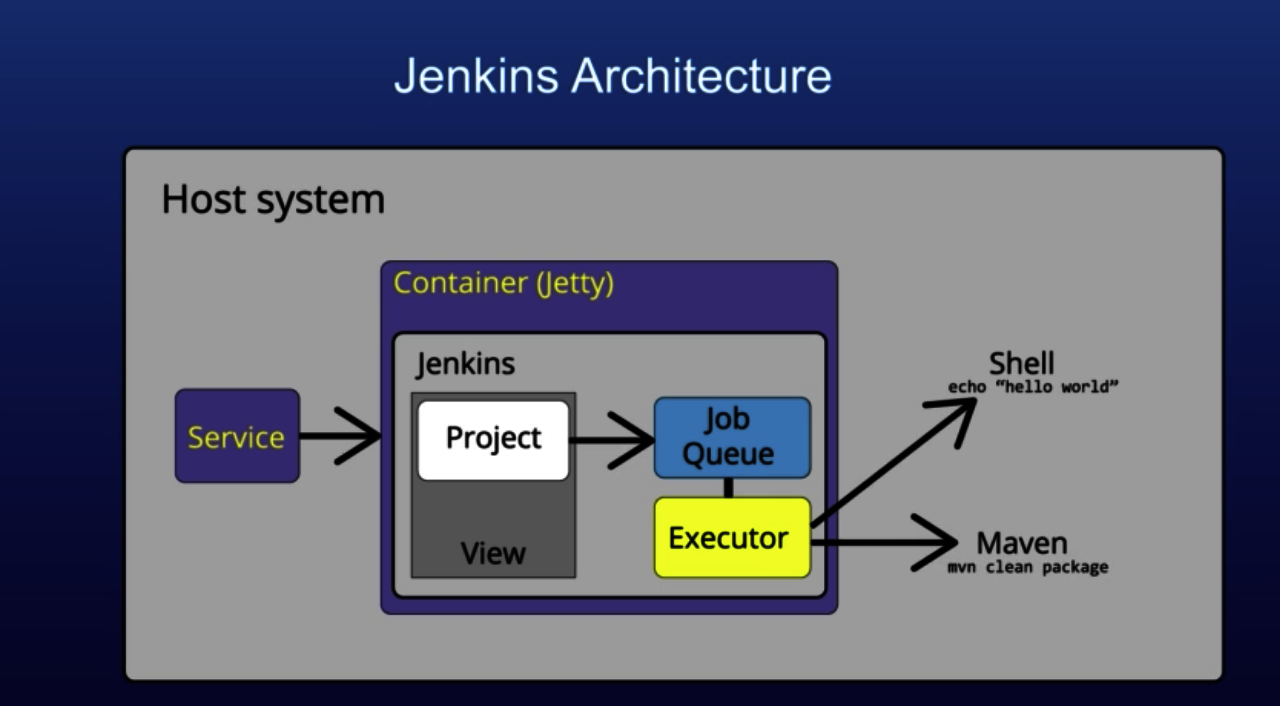 Jenkins Architecture
Host system
Container (Jetty)
Jenkins
Service
Project
View
Job
Queue
Executor
Shell
echo “hello world”
Maven
mvn clean package